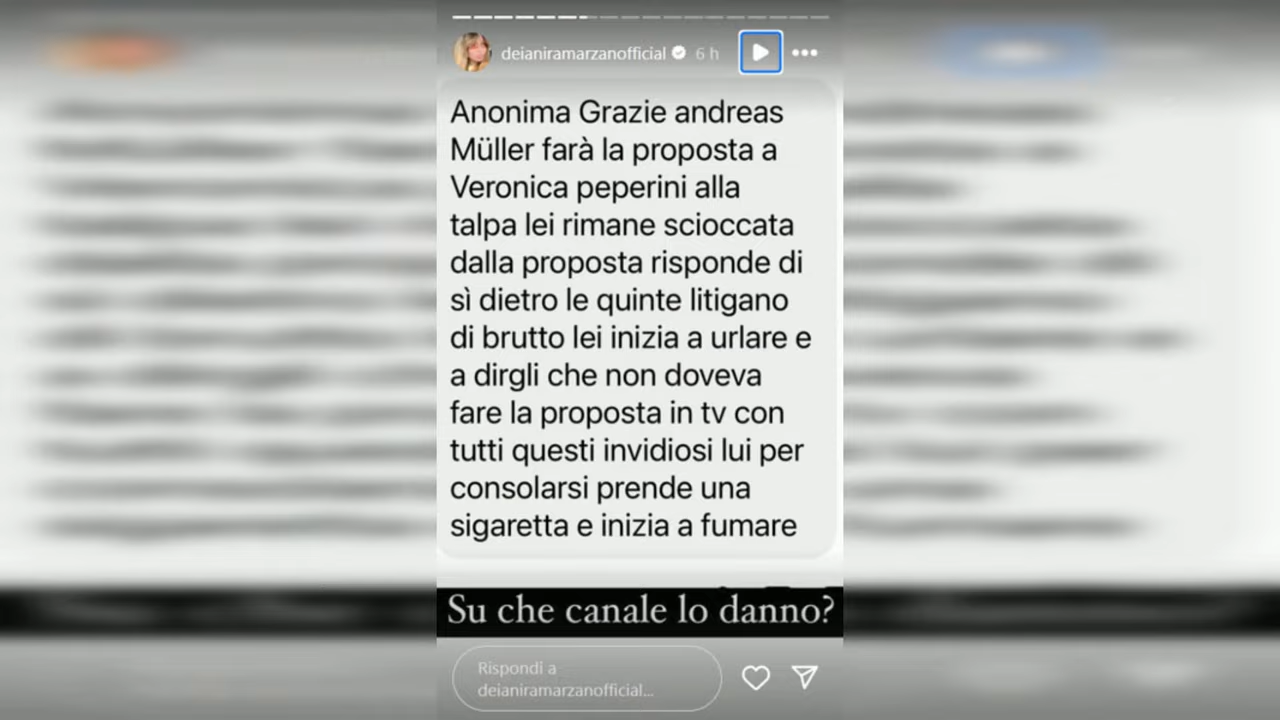 deianiramarzanofficial 6 h
Anonima Grazie andreas
Müller farà la proposta a
Veronica peperini alla
talpa lei rimane scioccata
dalla proposta risponde di
sì dietro le quinte litigano
di brutto lei inizia a urlare e
a dirgli che non doveva
fare la proposta in tv con
tutti questi invidiosi lui per
consolarsi prende una
sigaretta e inizia a fumare
Su che canale lo danno?
Rispondi a
deianiramarzanofficial...